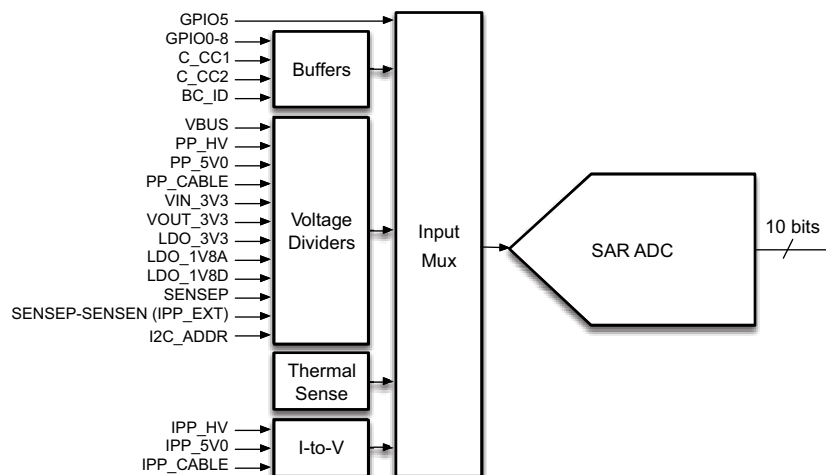 GPIO5
GPIO0-8
C_CC1
C_CC2
BC_ID
Buffers
VBUS
PP_HV
PP_5V0
PP_CABLE
VIN_3V3
VOUT_3V3
LDO_3V3
LDO_1V8A
LDO_1V8D
SENSEP
SENSEP-SENSEN (IPP_EXT)
I2C_ADDR
Voltage
Dividers
Thermal
Sense
IPP_HV
IPP_5V0
IPP_CABLE
I-to-V
Input
Mux
SAR ADC
10 bits